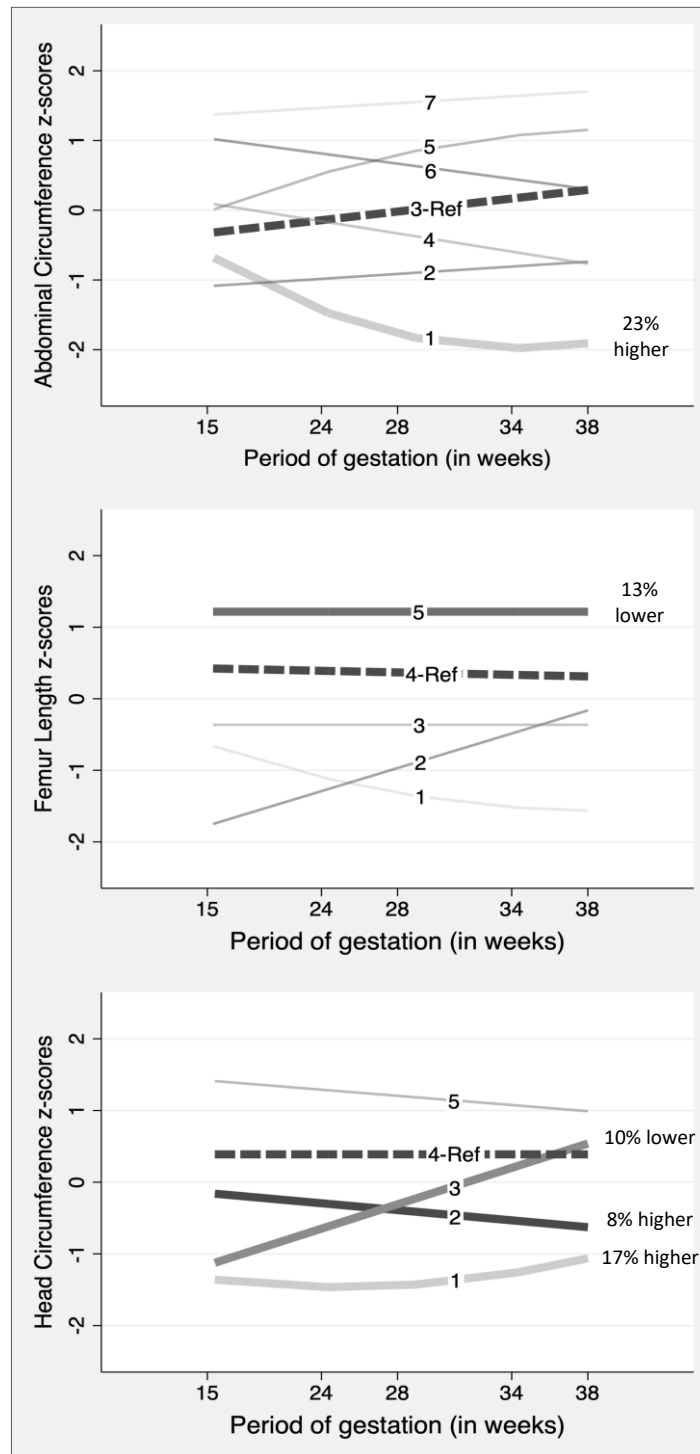 Abdominal Circumference z-scores
2
1
0
-1
-2
7
5
6
3-Ref
4
2
1
23%
higher
15 24 28 34 38
Period of gestation (in weeks)
Femur Length z-scores
2
1
0
-1
-2
5
4-Ref
3
2
1
13%
lower
15 24 28 34 38
Period of gestation (in weeks)
Head Circumference z-scores
2
1
0
-1
-2
5
4-Ref
3
2
1
10% lower
8% higher
17% higher
15 24 28 34 38
Period of gestation (in weeks)